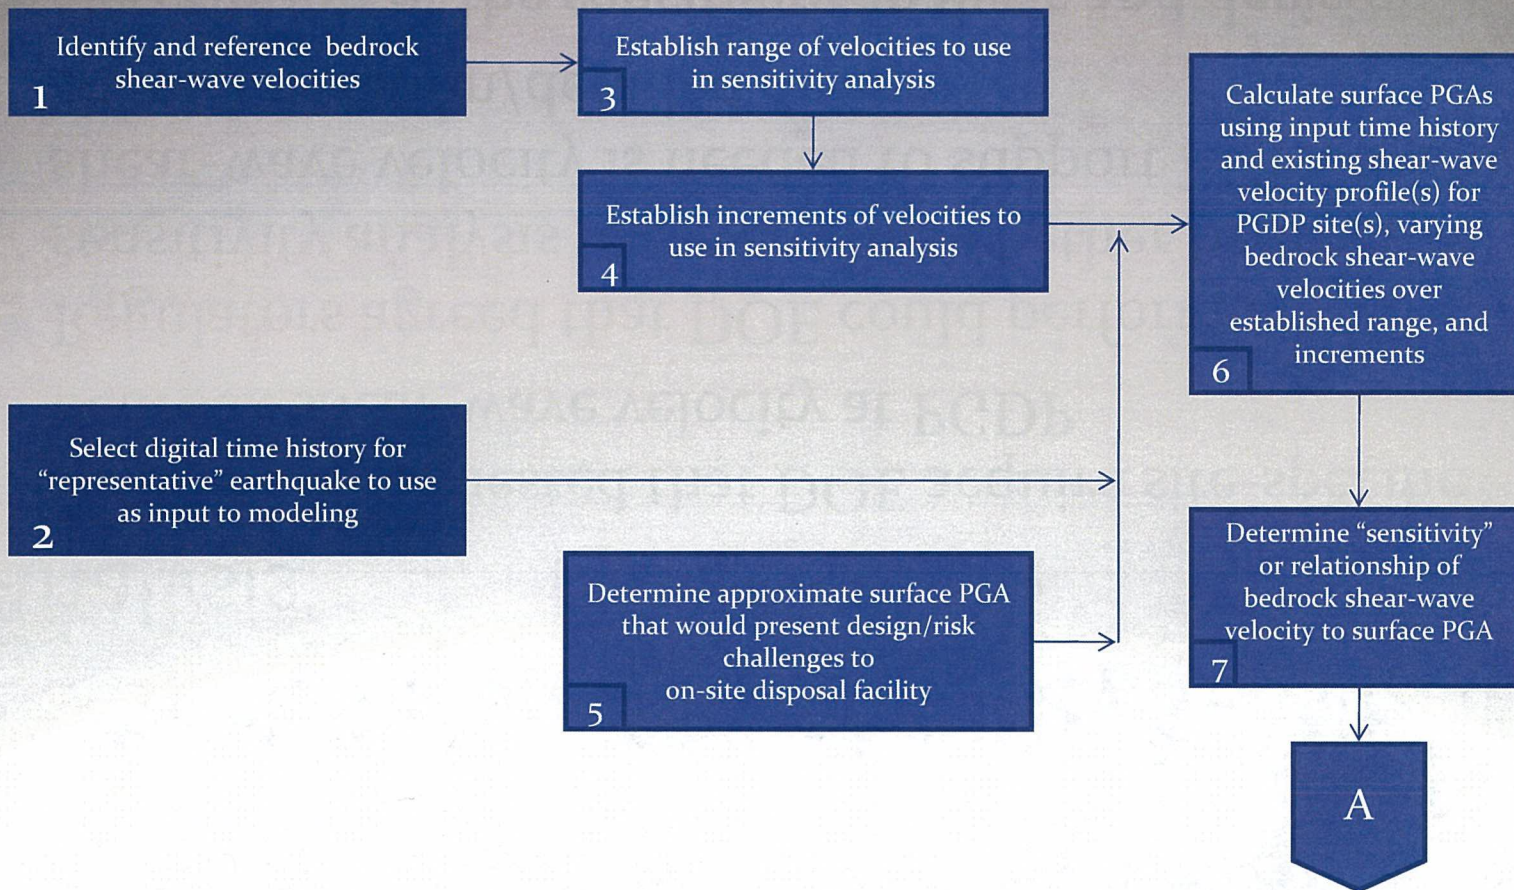 Identify and reference bedrock
shear-wave velocities
1
Establish range of velocities to use
in sensitivity analysis
3
Establish increments of velocities to
use in sensitivity analysis
4
Calculate surface PGAs
using input time history
and existing shear-wave
velocity profile(s) for
PGDP site(s), varying
bedrock shear-wave
velocities over
established range, and
increments
6
Select digital time history for
“representative” earthquake to use
as input to modeling
2
Determine approximate surface PGA
that would present design/risk
challenges to
on-site disposal facility
5
Determine “sensitivity”
or relationship of
bedrock shear-wave
velocity to surface PGA
7
A